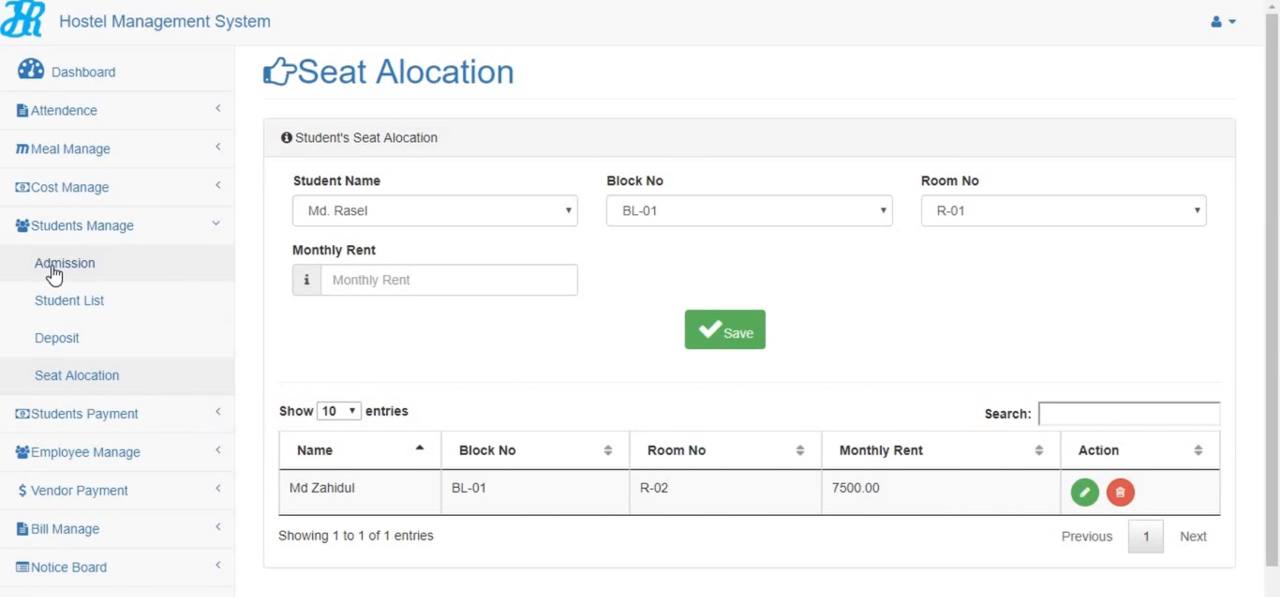 Hostel Management System
Dashboard
Attendence
Meal Manage
Cost Manage
Students Manage
Admission
Student List
Deposit
Seat Alocation
Students Payment
Employee Manage
Vendor Payment
Bill Manage
Notice Board
Seat Alocation
Student's Seat Alocation
Student Name Block No Room No
Md. Rasel BL-01 R-01
Monthly Rent
Monthly Rent
Save
Show 10 entries Search:
Name Block No Room No Monthly Rent Action
Md Zahidul BL-01 R-02 7500.00
Showing 1 to 1 of 1 entries Previous 1 Next